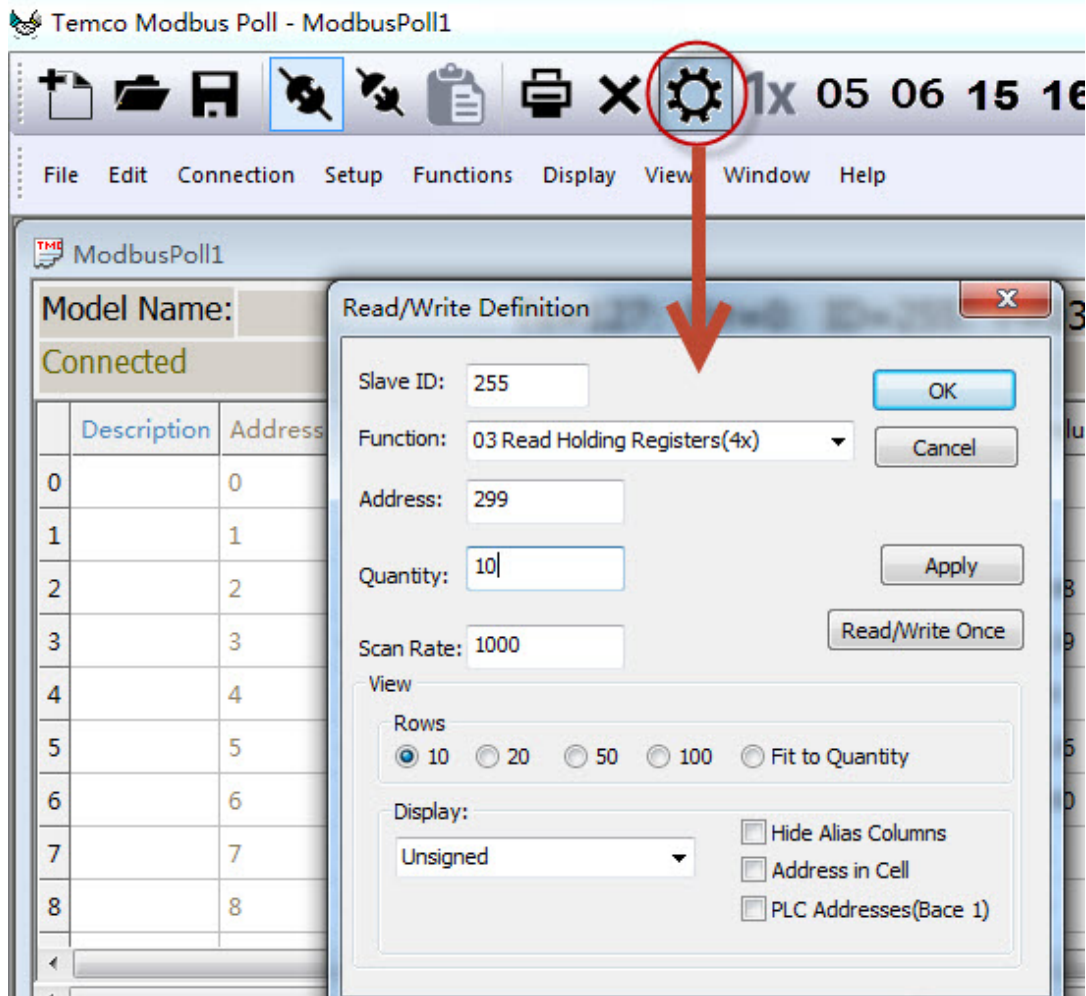 Temco Modbus Poll - ModbusPoll1
1x 05 06 15 16
File Edit Connection Setup Functions Display View Window Help
TMD
ModbusPoll1
Model Name:
Connected
Description Address
0 0
1 1
2 2
3 3
4 4
5 5
6 6
7 7
8 8
Read/Write Definition
x
Slave ID: 255
OK
Function: 03 Read Holding Registers(4x)
Cancel
Address: 299
Quantity: 10
Apply
Scan Rate: 1000
Read/Write Once
View
Rows
10 20 50 100 Fit to Quantity
Display:
Unsigned
Hide Alias Columns
Address in Cell
PLC Addresses(Bace 1)